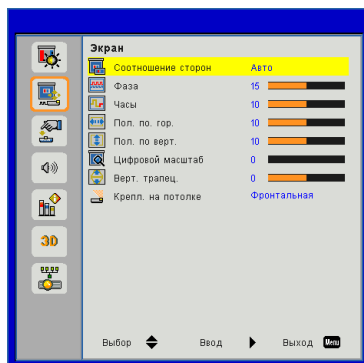 Экран
Соотношение сторон Авто
Фаза 15
Часы 10
Пол. по. гор. 10
Пол. по верт. 10
Цифровой масштаб 0
Верт. трапец. 0
Крепл. на потолке Фронтальная
3D
Выбор Ввод Выход Menu